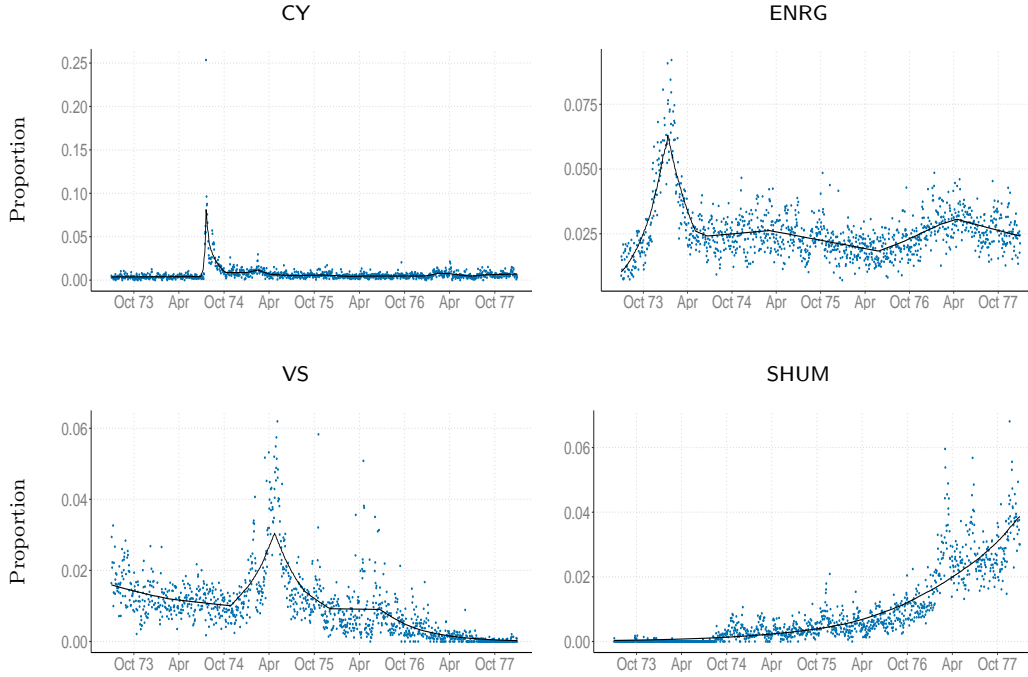 CY
ENRG
0.25
0.20
0.15
0.10
0.05
0.00
Proportion
Oct 73 Apr Oct 74 Apr Oct 75 Apr Oct 76 Apr Oct 77
0.075
0.050
0.025
Oct 73 Apr Oct 74 Apr Oct 75 Apr Oct 76 Apr Oct 77
VS
SHUM
0.06
0.04
0.02
0.00
Proportion
Oct 73 Apr Oct 74 Apr Oct 75 Apr Oct 76 Apr Oct 77
0.06
0.04
0.02
0.00
Oct 73 Apr Oct 74 Apr Oct 75 Apr Oct 76 Apr Oct 77